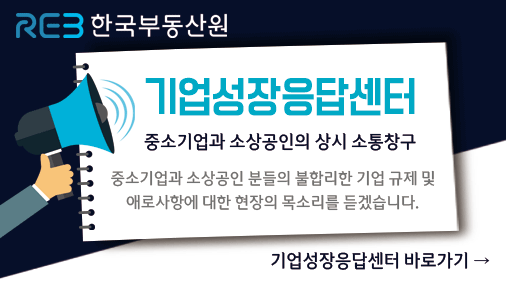 REB 한국부동산원
기업성장응답센터
중소기업과 소상공인의 상시 소통창구
중소기업과 소상공인 분들의 불합리한 기업 규제 및
애로사항에 대한 현장의 목소리를 듣겠습니다.
기업성장응답센터 바로가기 →